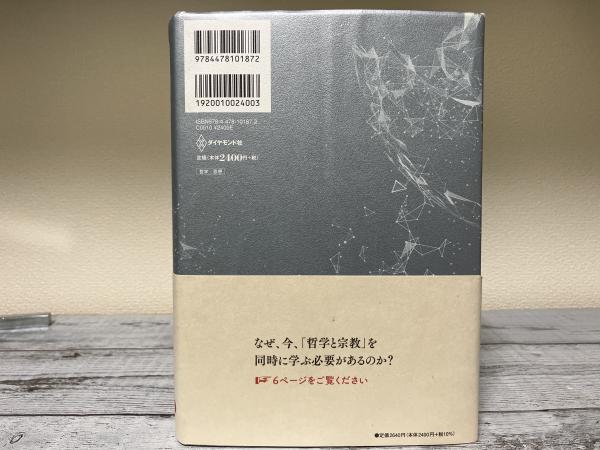 9784478101872
1920010024003
ISBN978-4-478-10187-2
C0010 ¥2400E
ダイヤモンド社
定価(本体2400円+税)
哲学 思想
なぜ、今、「哲学と宗教」を
同時に学ぶ必要があるのか?
6ページをご覧ください
●定価2640円(本体2400円+税10%)